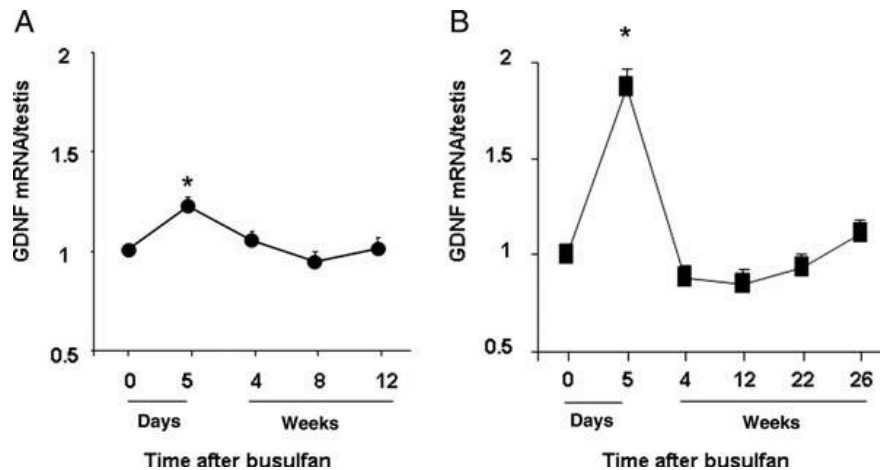 A
GDNF mRNA/testis
2
1.5
1
0.5
*
0 5 4 8 12
Days Weeks
Time after busulfan
B
GDNF mRNA/testis
2
1.5
1
0.5
*
0 5 4 12 22 26
Days Weeks
Time after busulfan